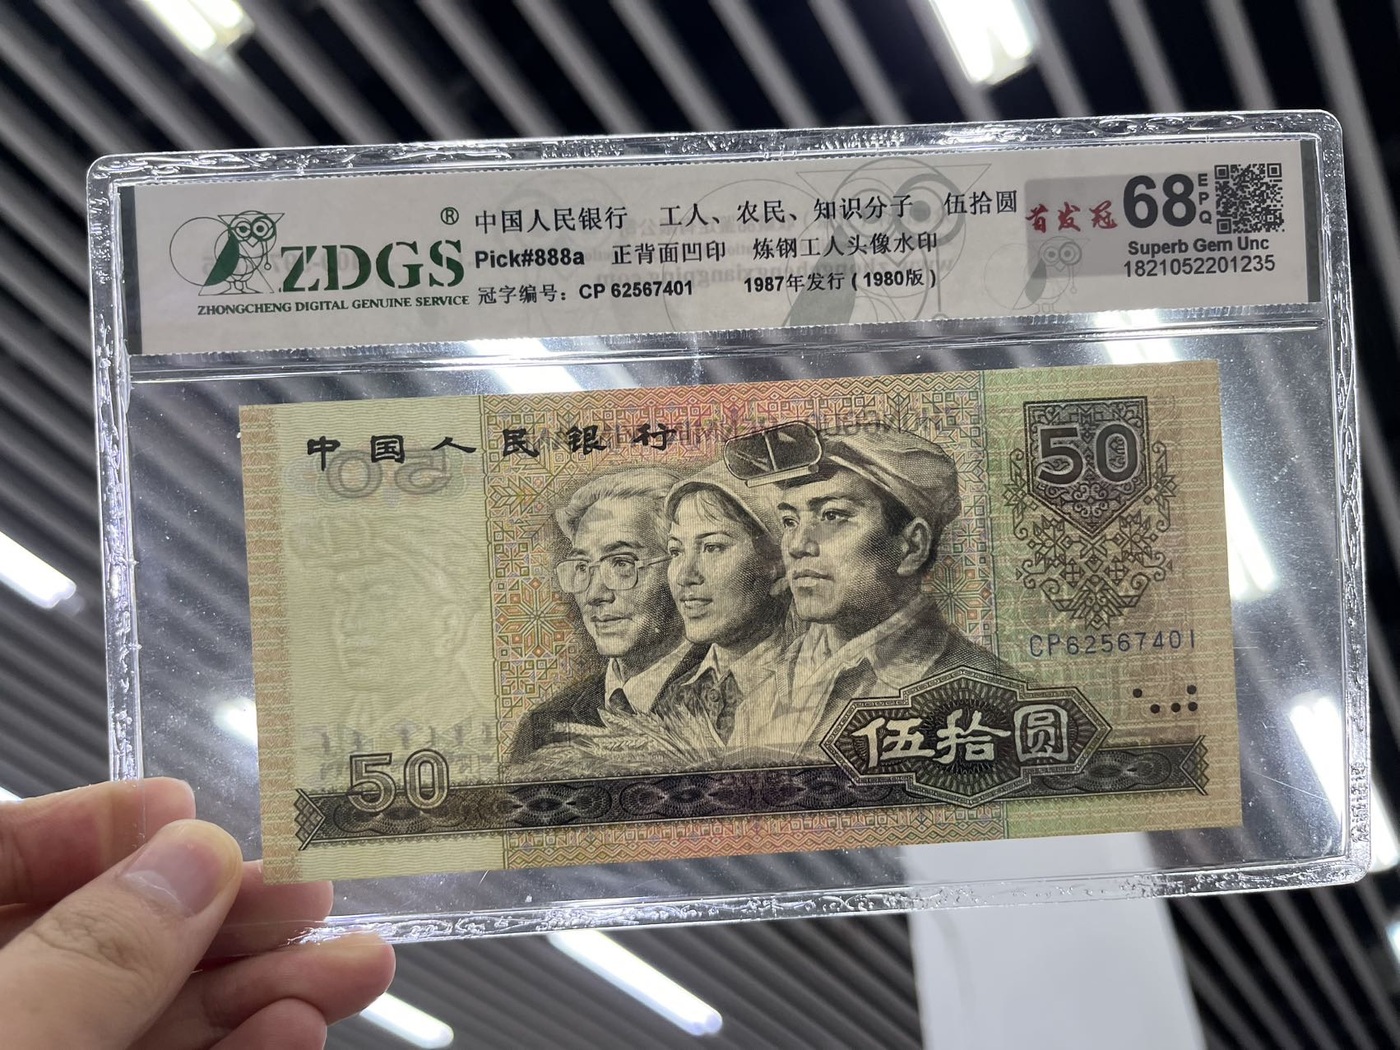 ® 中国人民银行 工人、农民、知识分子 伍拾圆
ZDGS
ZHONGCHENG DIGITAL GENUINE SERVICE
Pick#888a 正背面凹印 炼钢工人头像水印
冠字编号：CP 62567401 1987年发行 ( 1980版 )
首发冠 68 EPQ
Superb Gem Unc
1821052201235
中国人民银行
50
CP62567401
伍拾圆
50